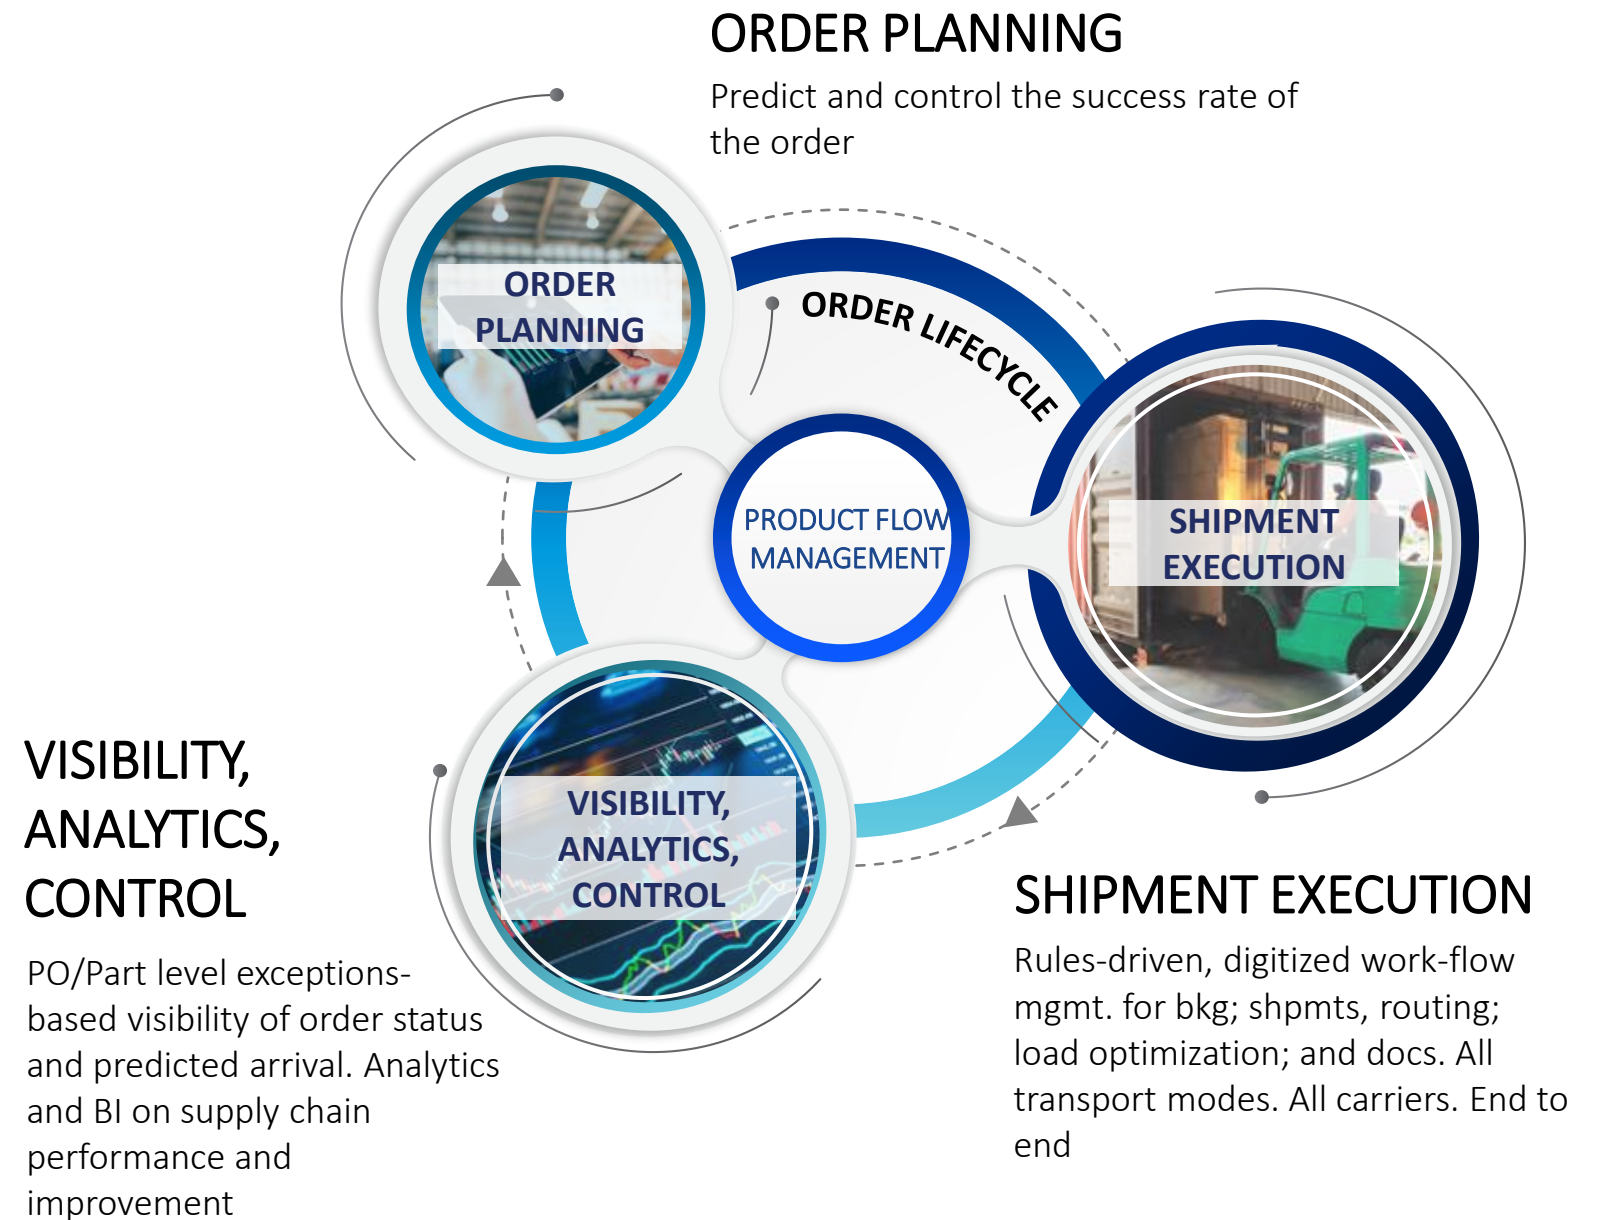 ORDER PLANNING
Predict and control the success rate of
the order
ORDER
PLANNING
ORDER LIFECYCLE
PRODUCT FLOW
MANAGEMENT
SHIPMENT
EXECUTION
VISIBILITY,
ANALYTICS,
CONTROL
VISIBILITY,
ANALYTICS,
CONTROL
PO/Part level exceptions-
based visibility of order status
and predicted arrival. Analytics
and BI on supply chain
performance and
improvement
SHIPMENT EXECUTION
Rules-driven, digitized work-flow
mgmt. for bkg; shpmts, routing;
load optimization; and docs. All
transport modes. All carriers. End to
end